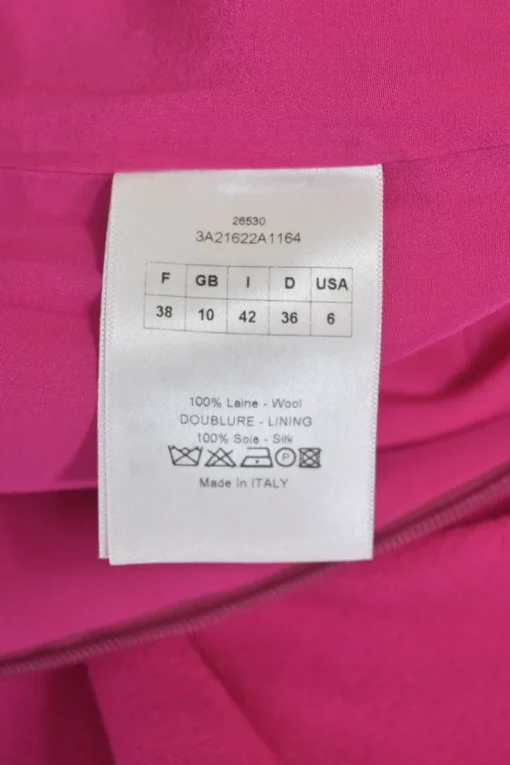 26530
3A21622A1164
F GB I D USA
38 10 42 36 6
100% Laine - Wool
DOUBLURE - LINING
100% Soie - Silk
P
Made in ITALY